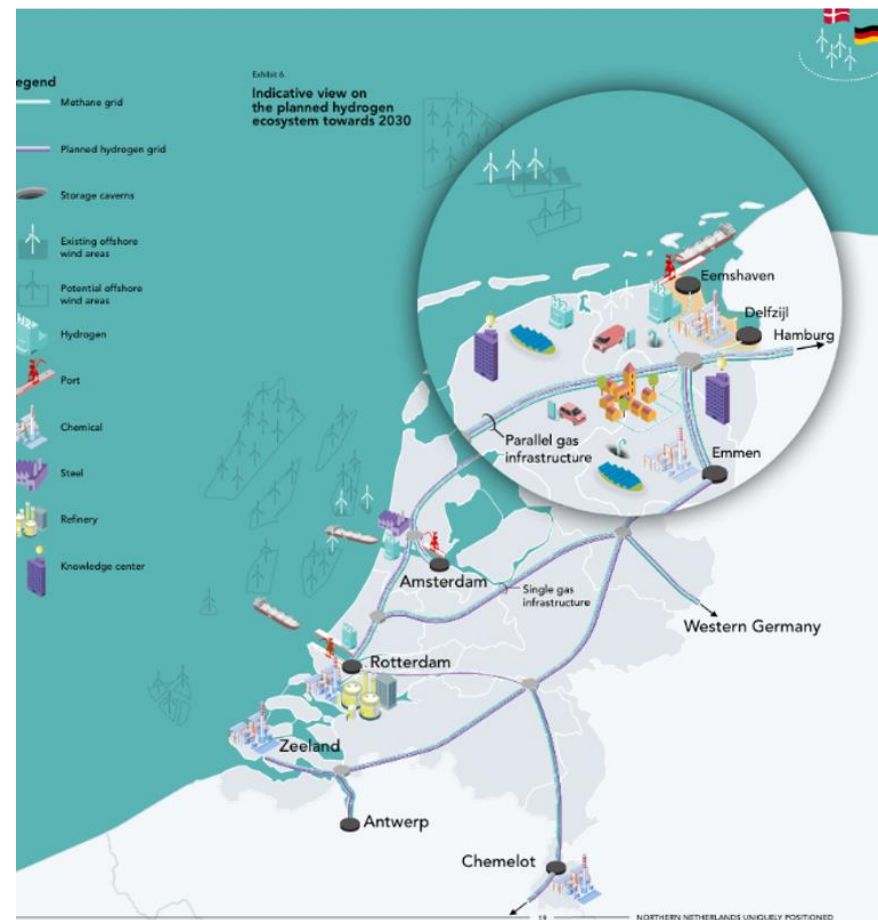 egend
Methane grid
Planned hydrogen grid
Storage caverns
Existing offshore
wind areas
Potential offshore
wind areas
Hydrogen
Port
Chemical
Steel
Refinery
Knowledge center
Exhibit 6.
Indicative view on
the planned hydrogen
ecosystem towards 2030
Eemshaven
Delfzijl
Hamburg
Parallel gas
infrastructure
Emmen
Amsterdam
Single gas
infrastructure
Western Germany
Rotterdam
Zeeland
Antwerp
Chemelot
19
NORTHERN NETHERLANDS UNIQUELY POSITIONED